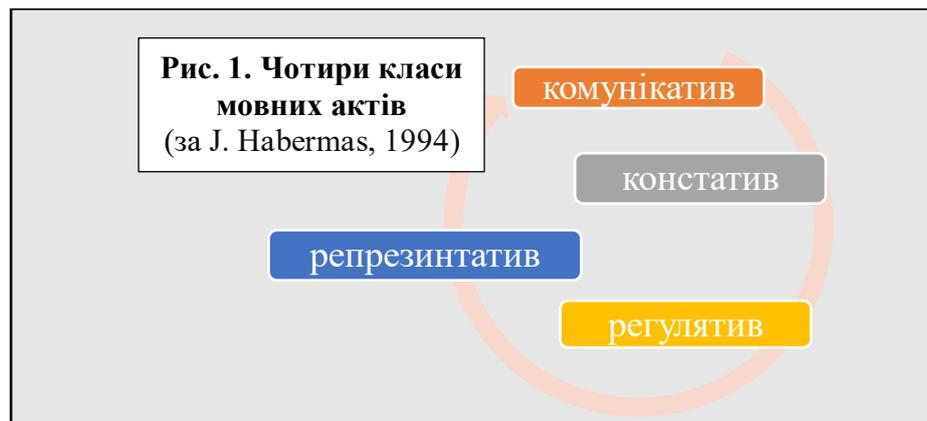 Рис. 1. Чотири класи
мовних актів
(за J. Habermas, 1994)
комунікатив
констатив
репрезинтатив
регулятив